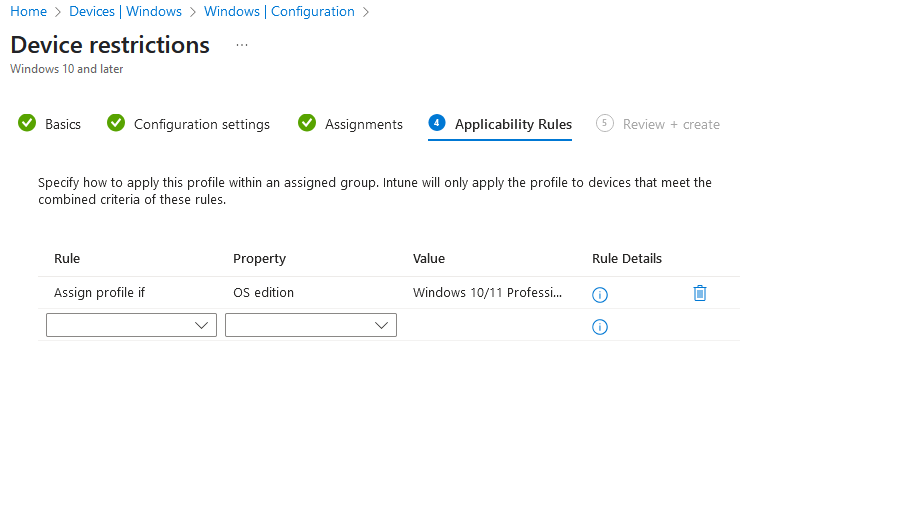 Home > Devices | Windows > Windows | Configuration >
Device restrictions ...
Windows 10 and later
Basics Configuration settings Assignments 4 Applicability Rules 5 Review + create
Specify how to apply this profile within an assigned group. Intune will only apply the profile to devices that meet the
combined criteria of these rules.
Rule Property Value Rule Details
Assign profile if OS edition Windows 10/11 Professi...